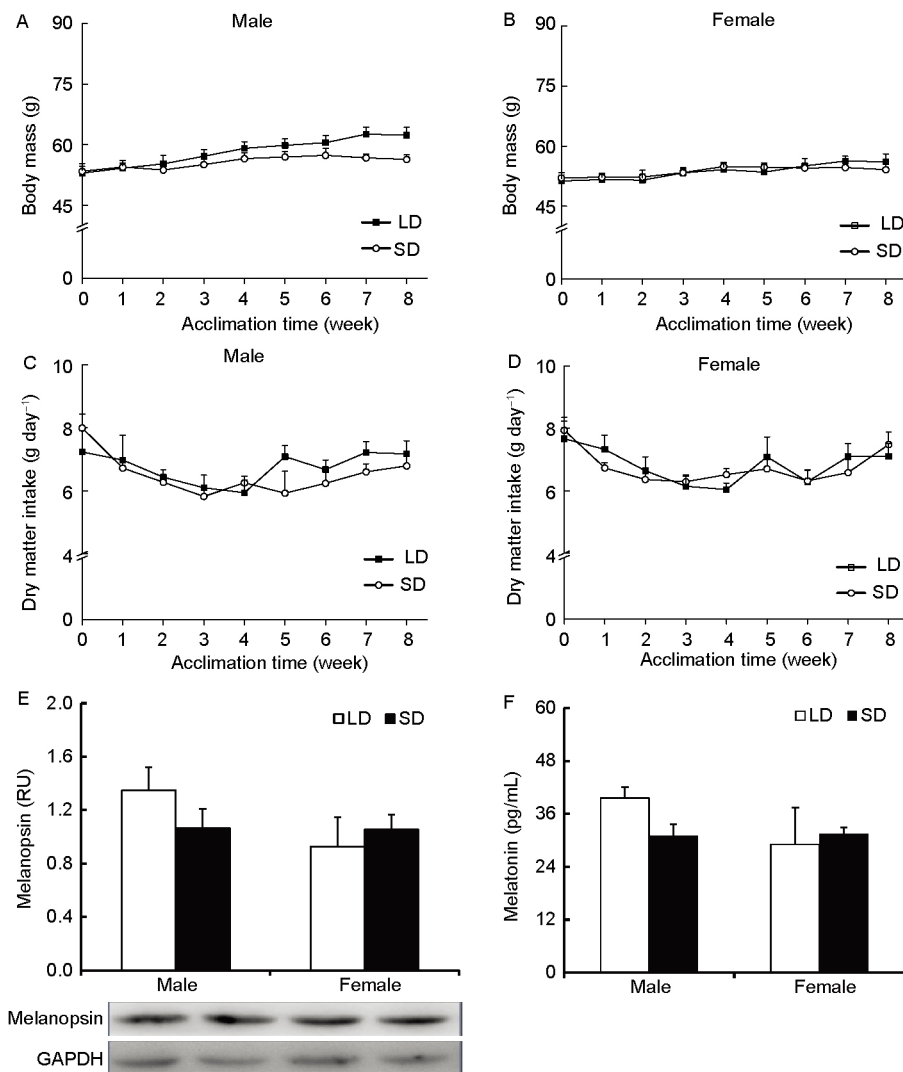 A
Male
90
75
60
45
0
Body mass (g)
LD
SD
0 1 2 3 4 5 6 7 8
Acclimation time (week)
B
Female
90
75
60
45
0
Body mass (g)
LD
SD
0 1 2 3 4 5 6 7 8
Acclimation time (week)
C
Male
10
8
6
4
0
Dry matter intake (g day⁻¹)
LD
SD
0 1 2 3 4 5 6 7 8
Acclimation time (week)
D
Female
10
8
6
4
0
Dry matter intake (g day⁻¹)
LD
SD
0 1 2 3 4 5 6 7 8
Acclimation time (week)
E
2.0
1.6
1.2
0.8
0.4
0.0
Melanopsin (RU)
LD SD
Male Female
Melanopsin
GAPDH
F
60
48
36
24
12
0
Melatonin (pg/mL)
LD SD
Male Female